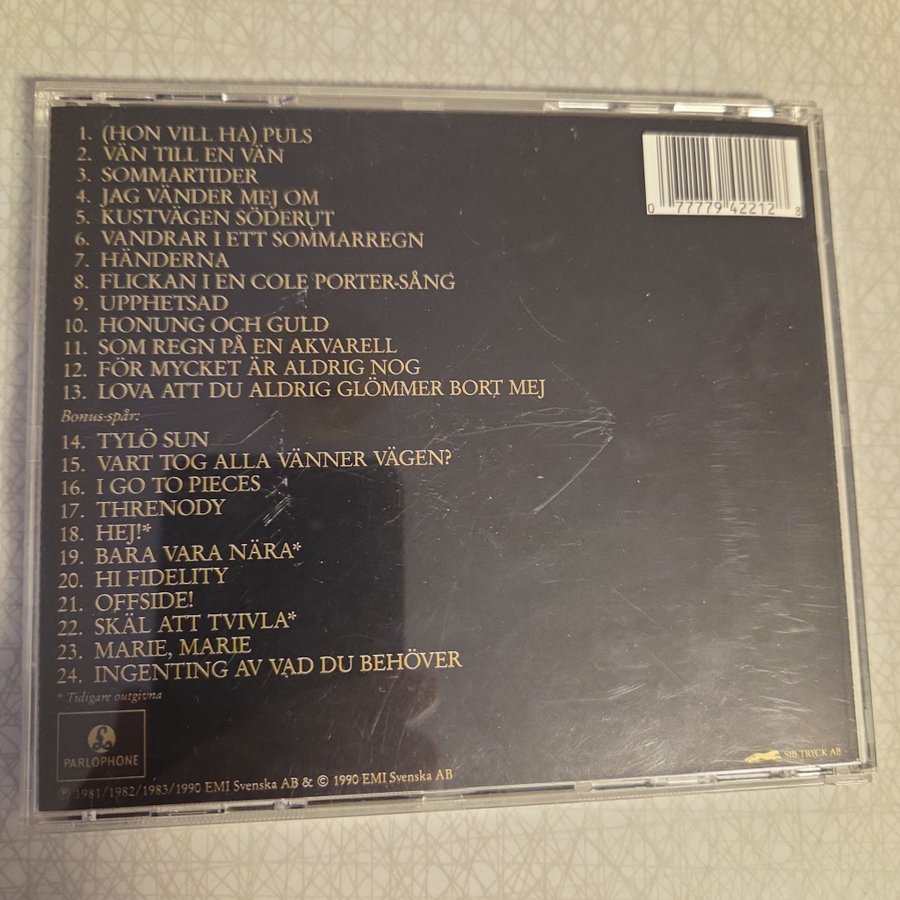 1. (HON VILL HA) PULS
2. VÄN TILL EN VÄN
3. SOMMARTIDER
4. JAG VÄNDER MEJ OM
5. KUSTVÄGEN SÖDERUT
6. VANDRAR I ETT SOMMARREGN
7. HÄNDERNA
8. FLICKAN I EN COLE PORTER-SÅNG
9. UPPHETSAD
10. HONUNG OCH GULD
11. SOM REGN PÅ EN AKVARELL
12. FÖR MYCKET ÄR ALDRIG NOG
13. LOVA ATT DU ALDRIG GLÖMMER BORT MEJ
Bonus-spår:
14. TYLÖ SUN
15. VART TOG ALLA VÄNNER VÄGEN?
16. I GO TO PIECES
17. THRENODY
18. HEJ!*
19. BARA VARA NÄRA*
20. HI FIDELITY
21. OFFSIDE!
22. SKÄL ATT TVIVLA*
23. MARIE, MARIE
24. INGENTING AV VAD DU BEHÖVER
* Tidigare outgivna
PARLOPHONE
℗ 1981/1982/1983/1990 EMI Svenska AB & © 1990 EMI Svenska AB
0 77779 42212 8
SIB TRYCK AB